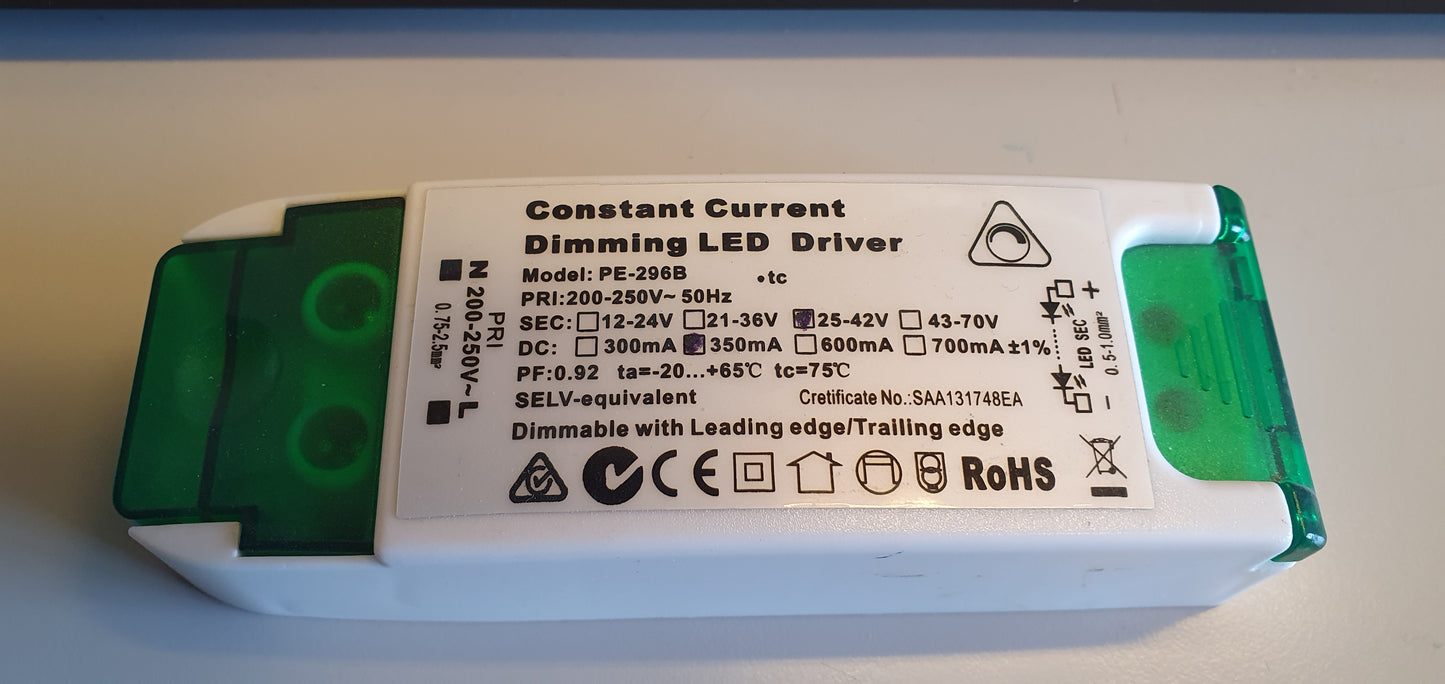 Constant Current
Dimming LED Driver
Model: PE-296B
•tc
PRI:200-250V~ 50Hz
SEC: 12-24V 21-36V 25-42V 43-70V
DC: 300mA 350mA 600mA 700mA ±1%
PF:0.92 ta=-20...+65℃ tc=75℃
SELV-equivalent Cretificate No.:SAA131748EA
Dimmable with Leading edge/Trailing edge
CE RoHS
PRI
N 200-250V~ L
0.75-2.5mm²
+ -
LED SEC
0.5-1.0mm²